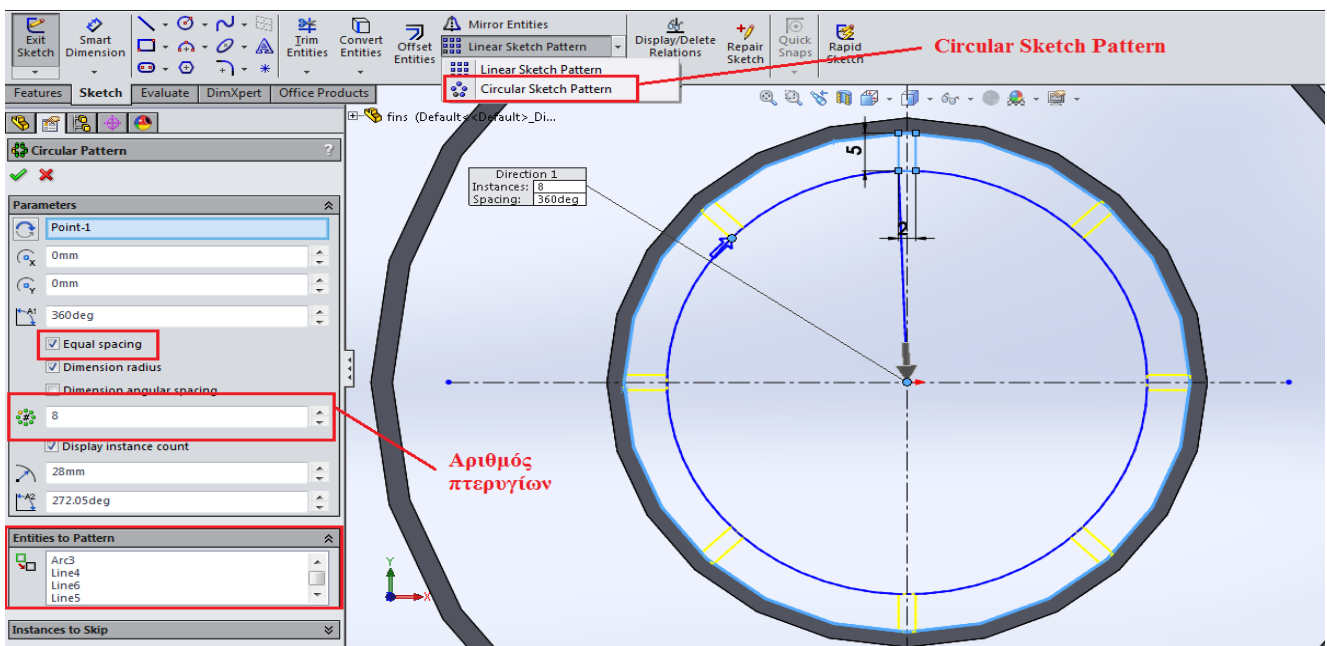 Exit Sketch
Smart Dimension
Trim Entities
Convert Entities
Offset Entities
Mirror Entities
Linear Sketch Pattern
Linear Sketch Pattern
Circular Sketch Pattern
Display/Delete Relations
Repair Sketch
Quick Snaps
Rapid Sketch
Circular Sketch Pattern
Features
Sketch
Evaluate
DimXpert
Office Products
fins (Default<<Default>_Di...
Circular Pattern
?
Parameters
Point-1
0mm
0mm
360deg
Equal spacing
Dimension radius
Dimension angular spacing
8
Display instance count
28mm
272.05deg
Entities to Pattern
Arc3
Line4
Line6
Line5
Instances to Skip
Direction 1
Instances: 8
Spacing: 360deg
5
2
Αριθμός
πτερυγίων
Y
X